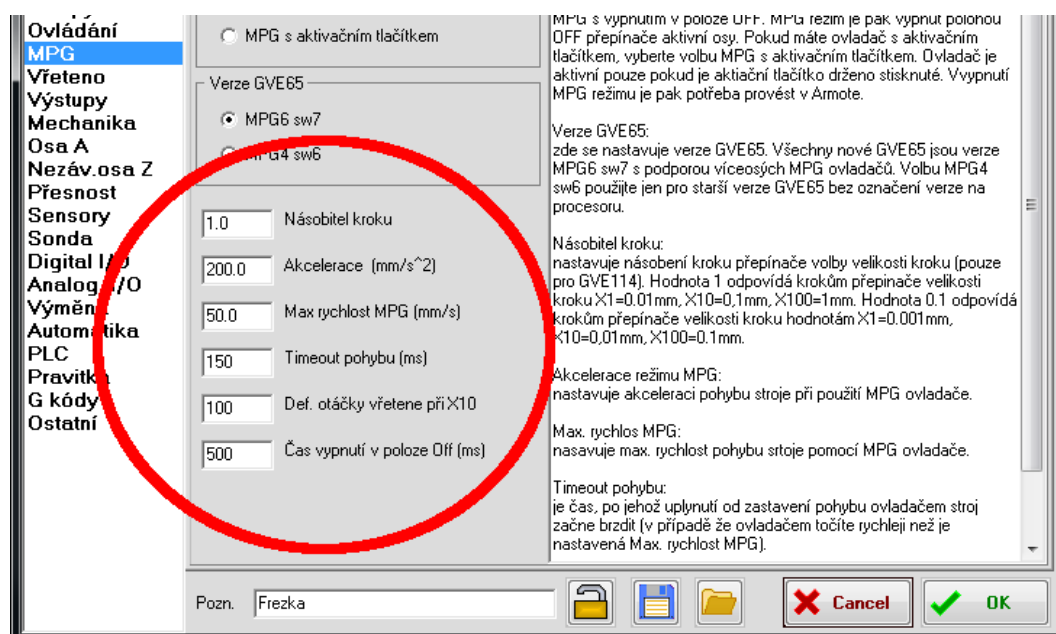 Ovládání
MPG
Vřeteno
Výstupy
Mechanika
Osa A
Nezáv.osa Z
Přesnost
Sensory
Sonda
Digital I/O
Analog I/O
Výměna
Automatika
PLC
Pravítka
G kódy
Ostatní
MPG s aktivačním tlačítkem
Verze GVE65
MPG6 sw7
MPG4 sw6
1.0 Násobitel kroku
200.0 Akcelerace (mm/s^2)
50.0 Max rychlost MPG (mm/s)
150 Timeout pohybu (ms)
100 Def. otáčky vřetene při X10
500 Čas vypnutí v poloze Off (ms)
MPG s vypnutím v poloze OFF. MPG režim je pak vypnut polohou
OFF přepínače aktivní osy. Pokud máte ovladač s aktivačním
tlačítkem, vyberte volbu MPG s aktivačním tlačítkem. Ovladač je
aktivní pouze pokud je aktiační tlačítko drženo stisknuté. Vvypnutí
MPG režimu je pak potřeba provést v Armote.
Verze GVE65:
zde se nastavuje verze GVE65. Všechny nové GVE65 jsou verze
MPG6 sw7 s podporou víceosých MPG ovladačů. Volbu MPG4
sw6 použijte jen pro starší verze GVE65 bez označení verze na
procesoru.
Násobitel kroku:
nastavuje násobení kroku přepínače volby velikosti kroku (pouze
pro GVE114). Hodnota 1 odpovídá krokům přepinače velikosti
kroku X1=0.01mm, X10=0,1mm, X100=1mm. Hodnota 0.1 odpovídá
krokům přepínače velikosti kroku hodnotám X1=0.001mm,
X10=0,01mm, X100=0.1mm.
Akcelerace režimu MPG:
nastavuje akceleraci pohybu stroje při použití MPG ovladače.
Max. rychlos MPG:
nasavuje max. rychlost pohybu srtoje pomocí MPG ovladače.
Timeout pohybu:
je čas, po jehož uplynutí od zastavení pohybu ovladačem stroj
začne brzdit (v případě že ovladačem točíte rychleji než je
nastavená Max. rychlost MPG).
Pozn. Frezka
Cancel
OK